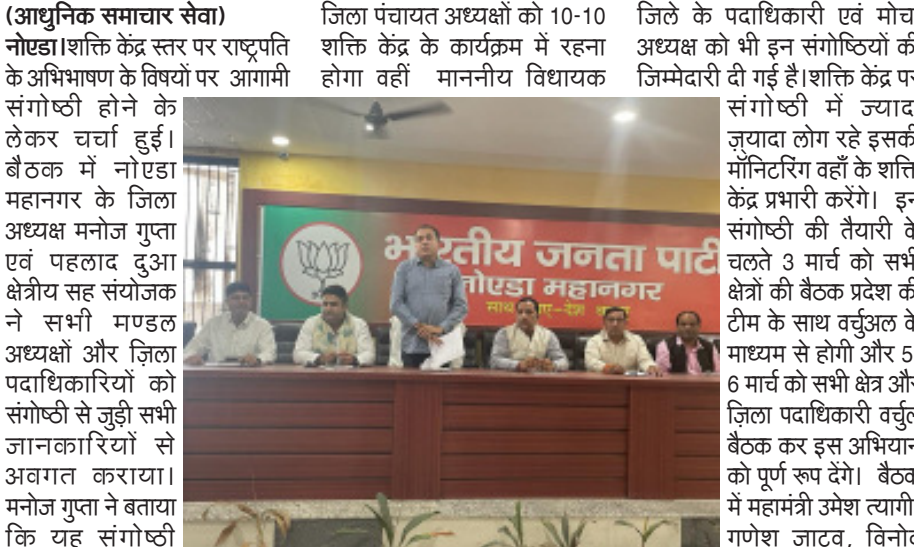 (आधुनिक समाचार सेवा)
नोएडा।शक्ति केंद्र स्तर पर राष्ट्रपति
के अभिभाषण के विषयों पर आगामी
संगोष्ठी होने के
लेकर चर्चा हुई।
बैठक में नोएडा
महानगर के जिला
अध्यक्ष मनोज गुप्ता
एवं पहलाद दुआ
क्षेत्रीय सह संयोजक
ने सभी मण्डल
अध्यक्षों और ज़िला
पदाधिकारियों को
संगोष्ठी से जुड़ी सभी
जानकारियों से
अवगत कराया।
मनोज गुप्ता ने बताया
कि यह संगोष्ठी
जिला पंचायत अध्यक्षों को 10-10
शक्ति केंद्र के कार्यक्रम में रहना
होगा वहीं माननीय विधायक
भारतीय जनता पार्टी
नोएडा महानगर
जिले के पदाधिकारी एवं मोर्चा
अध्यक्ष को भी इन संगोष्ठियों की
जिम्मेदारी दी गई है।शक्ति केंद्र पर
संगोष्ठी में ज्यादा
ज़्यादा लोग रहे इसकी
मॉनिटरिंग वहाँ के शक्ति
केंद्र प्रभारी करेंगे। इन
संगोष्ठी की तैयारी के
चलते 3 मार्च को सभी
क्षेत्रों की बैठक प्रदेश की
टीम के साथ वर्चुअल के
माध्यम से होगी और 5
6 मार्च को सभी क्षेत्र और
ज़िला पदाधिकारी वर्चुल
बैठक कर इस अभियान
को पूर्ण रूप देंगे। बैठक
में महामंत्री उमेश त्यागी
गणेश जाटव, विनोद